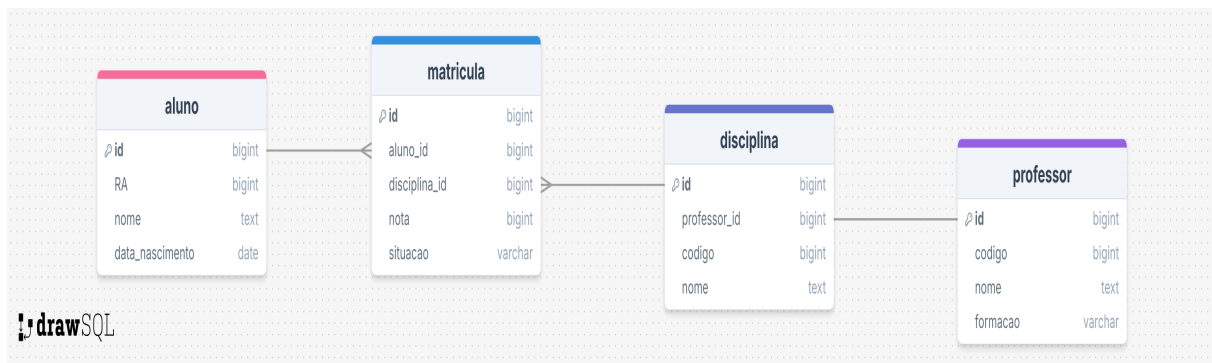 aluno
id bigint
RA bigint
nome text
data_nascimento date
matricula
id bigint
aluno_id bigint
disciplina_id bigint
nota bigint
situacao varchar
disciplina
id bigint
professor_id bigint
codigo bigint
nome text
professor
id bigint
codigo bigint
nome text
formacao varchar
drawSQL